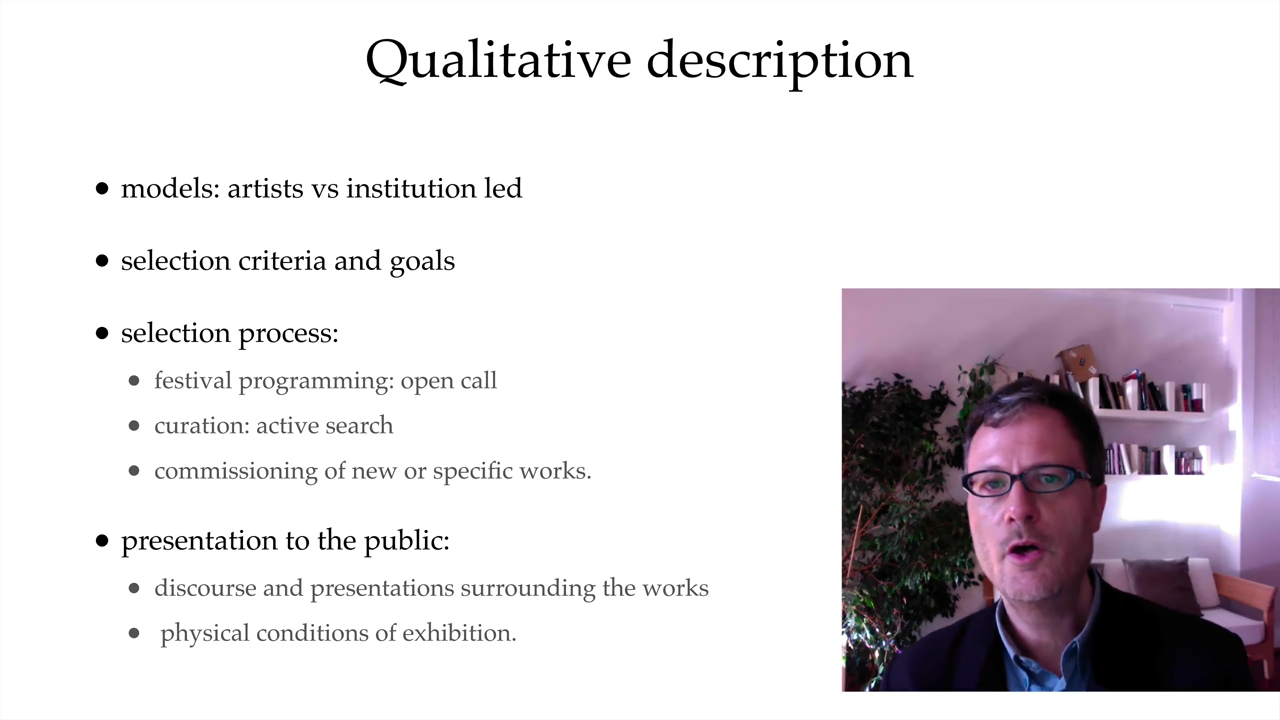 Qualitative description
• models: artists vs institution led
• selection criteria and goals
• selection process:
• festival programming: open call
• curation: active search
• commissioning of new or specific works.
• presentation to the public:
• discourse and presentations surrounding the works
• physical conditions of exhibition.